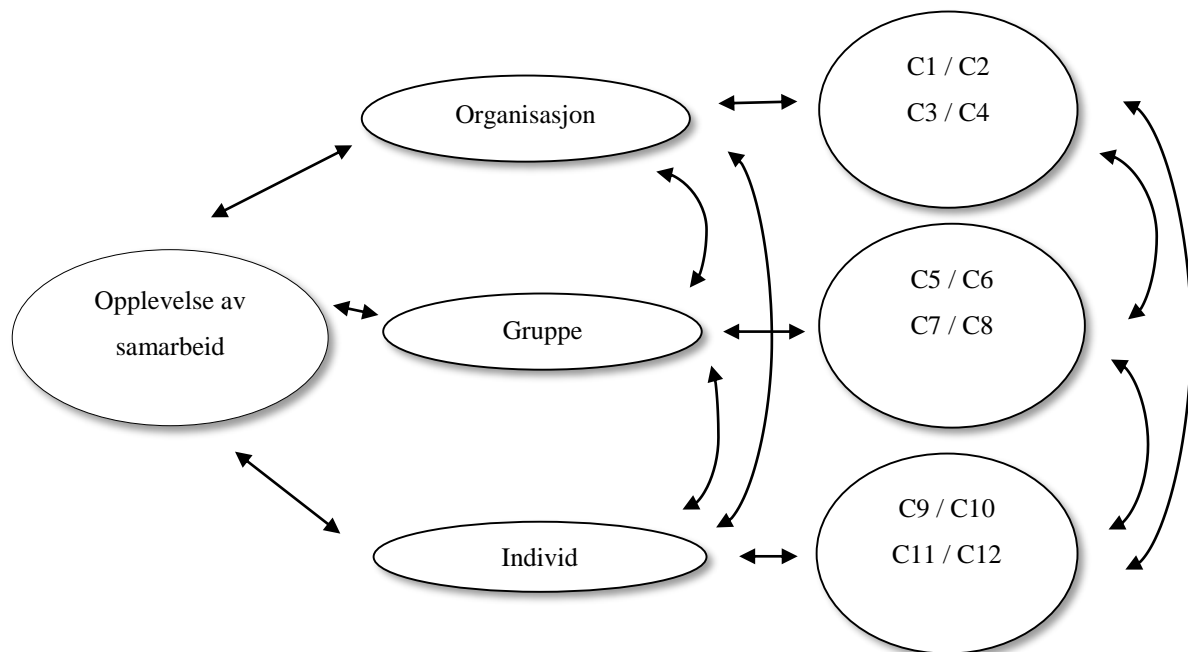 Opplevelse av
samarbeid
Organisasjon
Gruppe
Individ
C1 / C2
C3 / C4
C5 / C6
C7 / C8
C9 / C10
C11 / C12